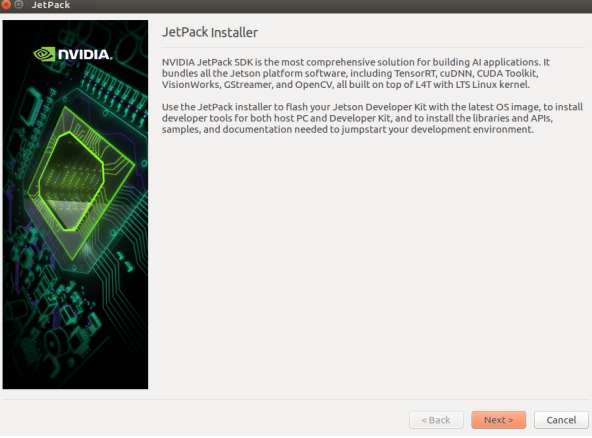 JetPack
NVIDIA.
JetPack Installer
NVIDIA JetPack SDK is the most comprehensive solution for building AI applications. It
bundles all the Jetson platform software, including TensorRT, cuDNN, CUDA Toolkit,
VisionWorks, GStreamer, and OpenCV, all built on top of L4T with LTS Linux kernel.
Use the JetPack installer to flash your Jetson Developer Kit with the latest OS image, to install
developer tools for both host PC and Developer Kit, and to install the libraries and APIs,
samples, and documentation needed to jumpstart your development environment.
< Back Next > Cancel